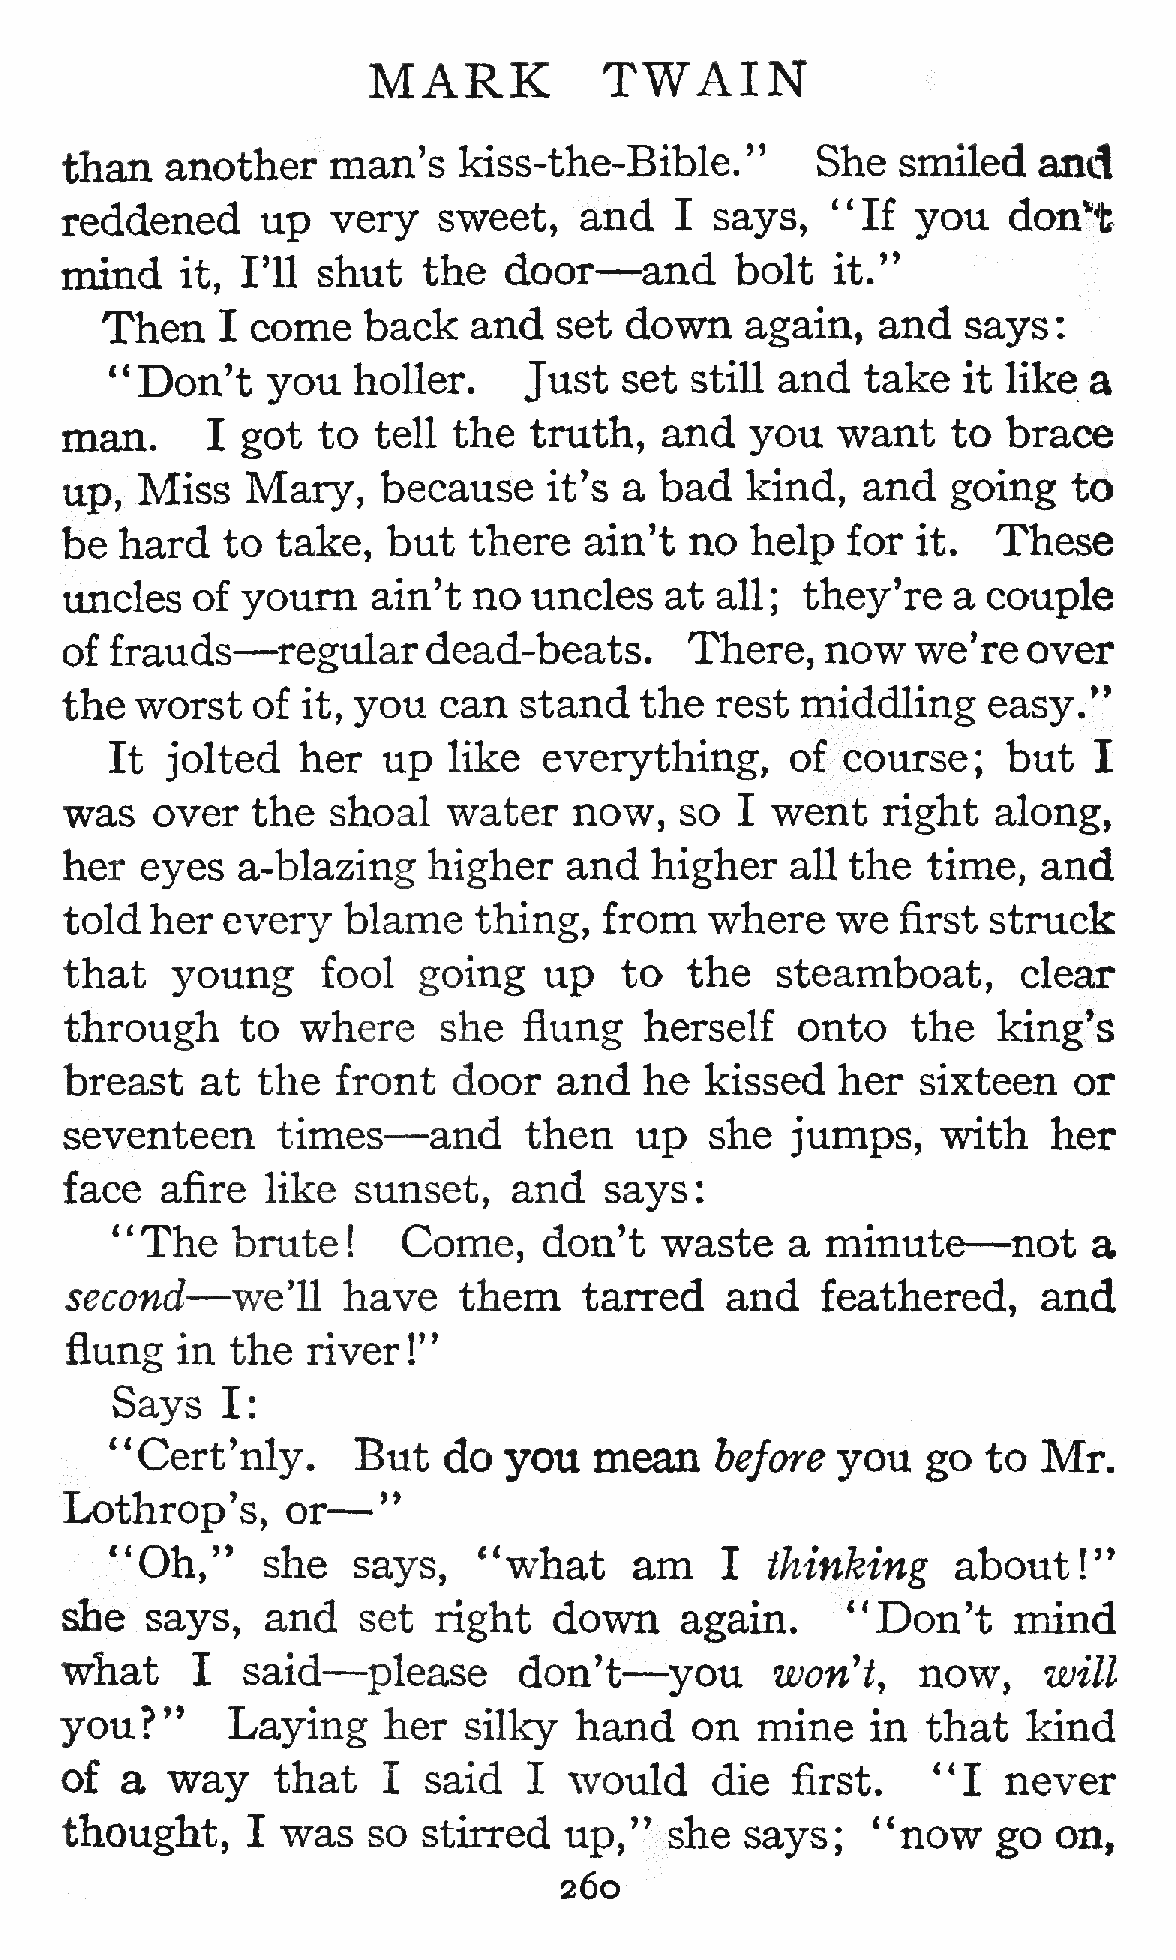 MARK TWAIN
than another man's kiss-the-Bible." She smiled and
reddened up very sweet, and I says, "If you don't
mind it, I'll shut the door—and bolt it."
Then I come back and set down again, and says:
"Don't you holler. Just set still and take it like a
man. I got to tell the truth, and you want to brace
up, Miss Mary, because it's a bad kind, and going to
be hard to take, but there ain't no help for it. These
uncles of yourn ain't no uncles at all; they're a couple
of frauds—regular dead-beats. There, now we're over
the worst of it, you can stand the rest middling easy."
It jolted her up like everything, of course; but I
was over the shoal water now, so I went right along,
her eyes a-blazing higher and higher all the time, and
told her every blame thing, from where we first struck
that young fool going up to the steamboat, clear
through to where she flung herself onto the king's
breast at the front door and he kissed her sixteen or
seventeen times—and then up she jumps, with her
face afire like sunset, and says:
"The brute! Come, don't waste a minute—not a
second—we'll have them tarred and feathered, and
flung in the river!"
Says I:
"Cert'nly. But do you mean before you go to Mr.
Lothrop's, or—"
"Oh," she says, "what am I thinking about!"
she says, and set right down again. "Don't mind
what I said—please don't—you won't, now, will
you?" Laying her silky hand on mine in that kind
of a way that I said I would die first. "I never
thought, I was so stirred up," she says; "now go on,
260